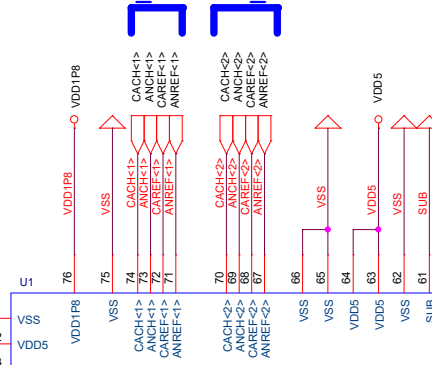 VDD1P8
CACH<1>
ANCH<1>
CAREF<1>
ANREF<1>
CACH<2>
ANCH<2>
CAREF<2>
ANREF<2>
VDD5
VDD1P8
VSS
CACH<1>
ANCH<1>
CAREF<1>
ANREF<1>
CACH<2>
ANCH<2>
CAREF<2>
ANREF<2>
VSS
VDD5
VSS
SUB
76
75
74
73
72
71
70
69
68
67
66
65
64
63
62
61
U1
VDD1P8
VSS
CACH<1>
ANCH<1>
CAREF<1>
ANREF<1>
CACH<2>
ANCH<2>
CAREF<2>
ANREF<2>
VSS
VSS
VDD5
VDD5
VSS
SUB
VSS
VDD5